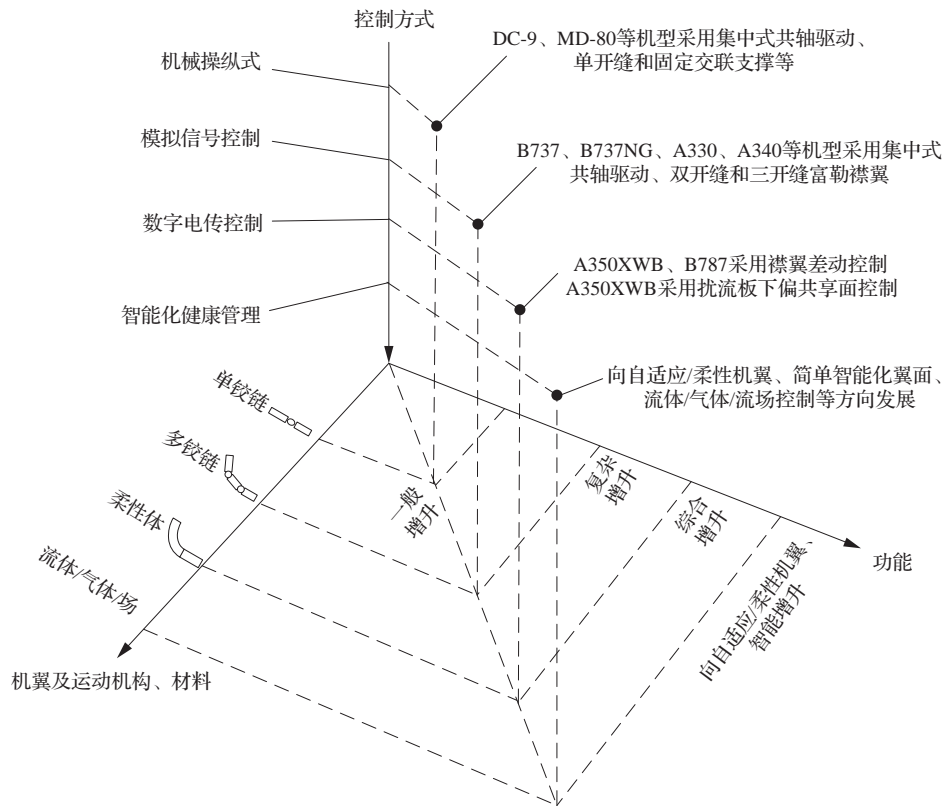 控制方式
DC-9、MD-80等机型采用集中式共轴驱动、
单开缝和固定交联支撑等
机械操纵式
模拟信号控制
B737、B737NG、A330、A340等机型采用集中式
共轴驱动、双开缝和三开缝富勒襟翼
数字电传控制
A350XWB、B787采用襟翼差动控制
A350XWB采用扰流板下偏共享面控制
智能化健康管理
向自适应/柔性机翼、简单智能化翼面、
流体/气体/流场控制等方向发展
单铰链
多铰链
柔性体
流体/气体/场
机翼及运动机构、材料
一般
增升
复杂
增升
综合
增升
向自适应/柔性机翼、
智能增升
功能